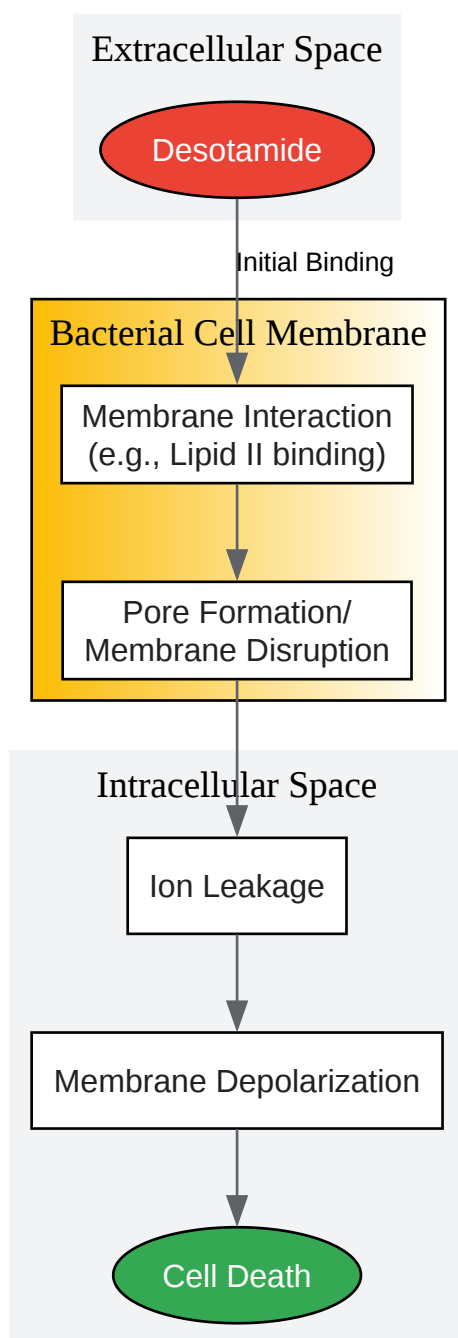 Extracellular Space
Desotamide
Initial Binding
Bacterial Cell Membrane
Membrane Interaction
(e.g., Lipid II binding)
Pore Formation/
Membrane Disruption
Intracellular Space
Ion Leakage
Membrane Depolarization
Cell Death